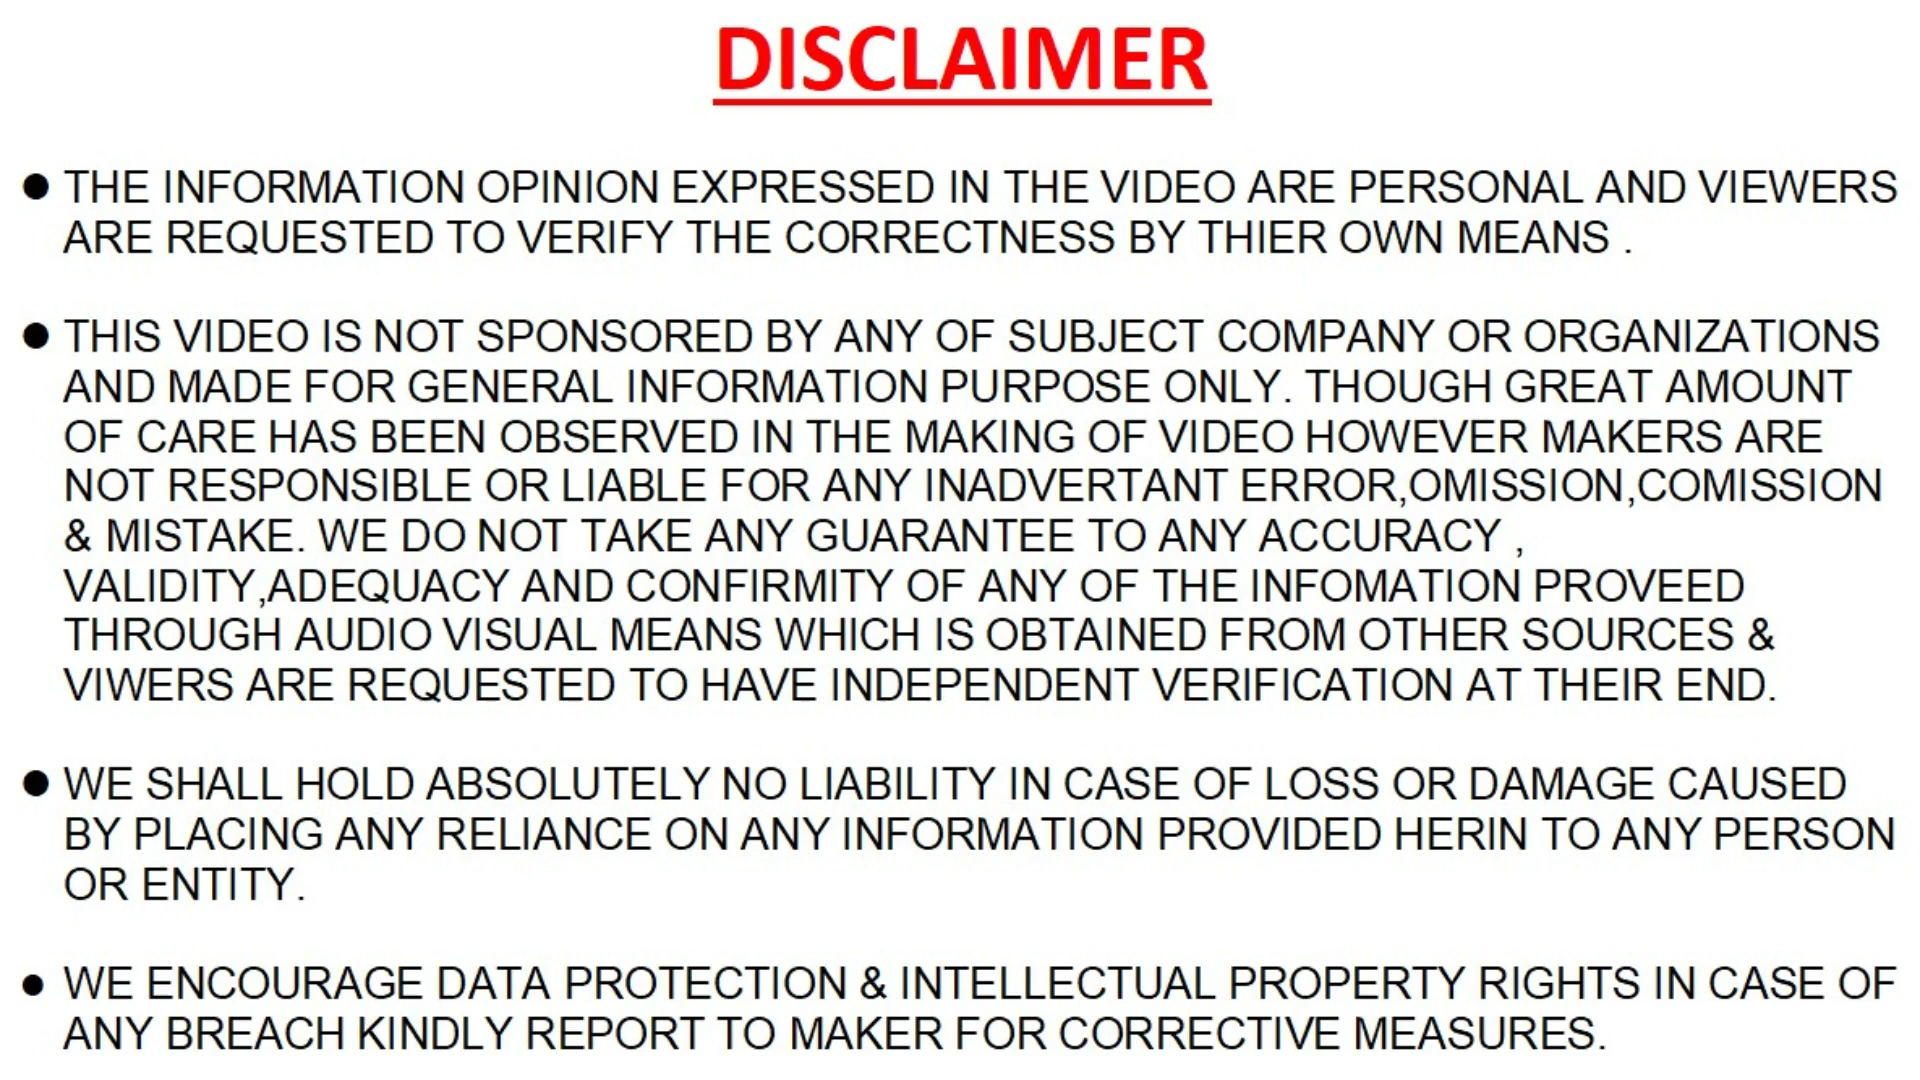 DISCLAIMER
● THE INFORMATION OPINION EXPRESSED IN THE VIDEO ARE PERSONAL AND VIEWERS
ARE REQUESTED TO VERIFY THE CORRECTNESS BY THIER OWN MEANS .
● THIS VIDEO IS NOT SPONSORED BY ANY OF SUBJECT COMPANY OR ORGANIZATIONS
AND MADE FOR GENERAL INFORMATION PURPOSE ONLY. THOUGH GREAT AMOUNT
OF CARE HAS BEEN OBSERVED IN THE MAKING OF VIDEO HOWEVER MAKERS ARE
NOT RESPONSIBLE OR LIABLE FOR ANY INADVERTANT ERROR,OMISSION,COMISSION
& MISTAKE. WE DO NOT TAKE ANY GUARANTEE TO ANY ACCURACY ,
VALIDITY,ADEQUACY AND CONFIRMITY OF ANY OF THE INFOMATION PROVEED
THROUGH AUDIO VISUAL MEANS WHICH IS OBTAINED FROM OTHER SOURCES &
VIWERS ARE REQUESTED TO HAVE INDEPENDENT VERIFICATION AT THEIR END.
● WE SHALL HOLD ABSOLUTELY NO LIABILITY IN CASE OF LOSS OR DAMAGE CAUSED
BY PLACING ANY RELIANCE ON ANY INFORMATION PROVIDED HERIN TO ANY PERSON
OR ENTITY.
● WE ENCOURAGE DATA PROTECTION & INTELLECTUAL PROPERTY RIGHTS IN CASE OF
ANY BREACH KINDLY REPORT TO MAKER FOR CORRECTIVE MEASURES.